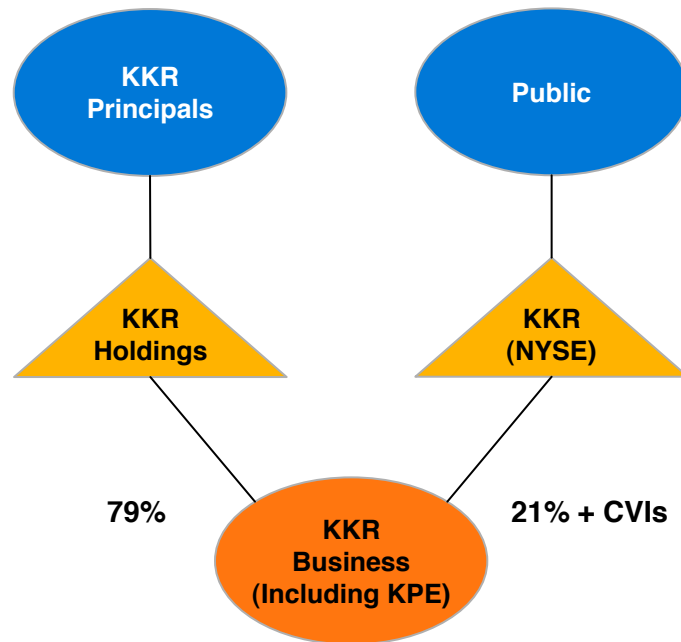 KKR
Principals
Public
KKR
Holdings
KKR
(NYSE)
79%
21% + CVIs
KKR
Business
(Including KPE)